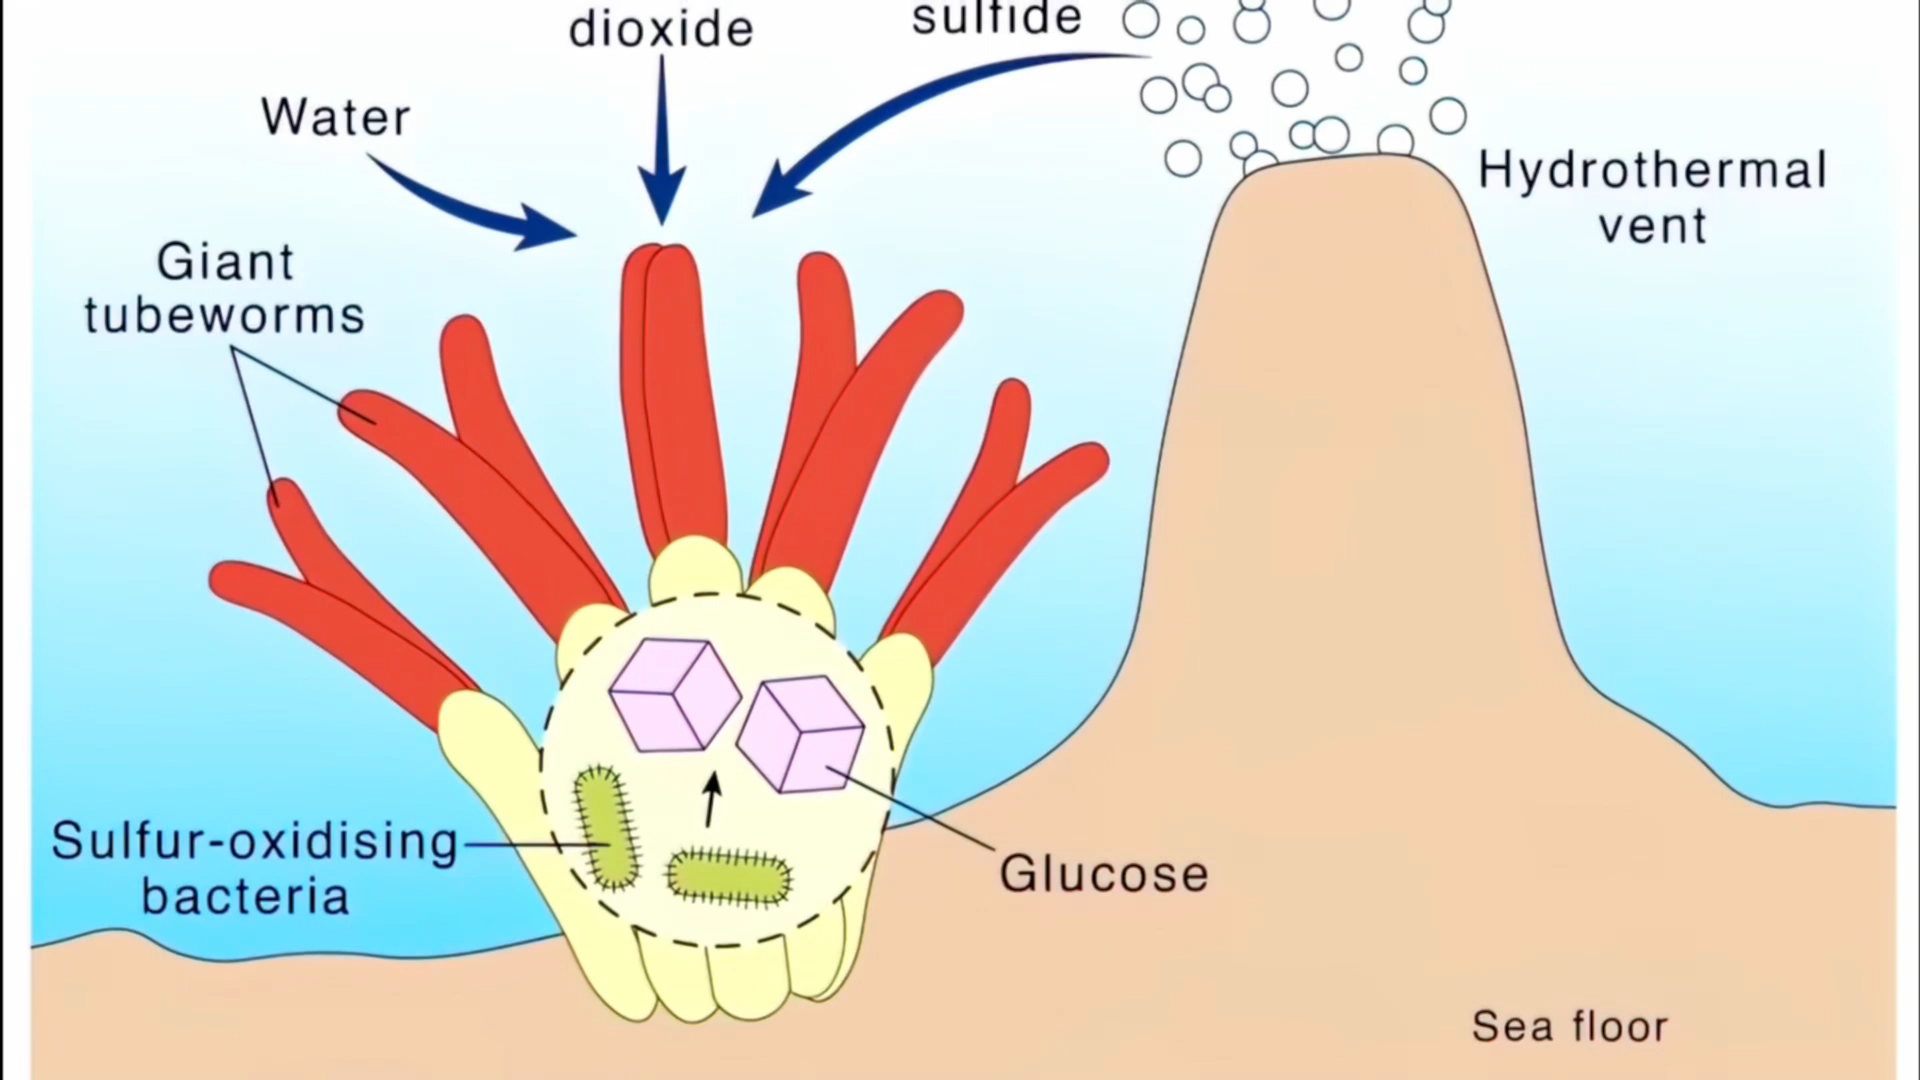 dioxide
sulfide
Water
Hydrothermal
vent
Giant
tubeworms
Sulfur-oxidising
bacteria
Glucose
Sea floor